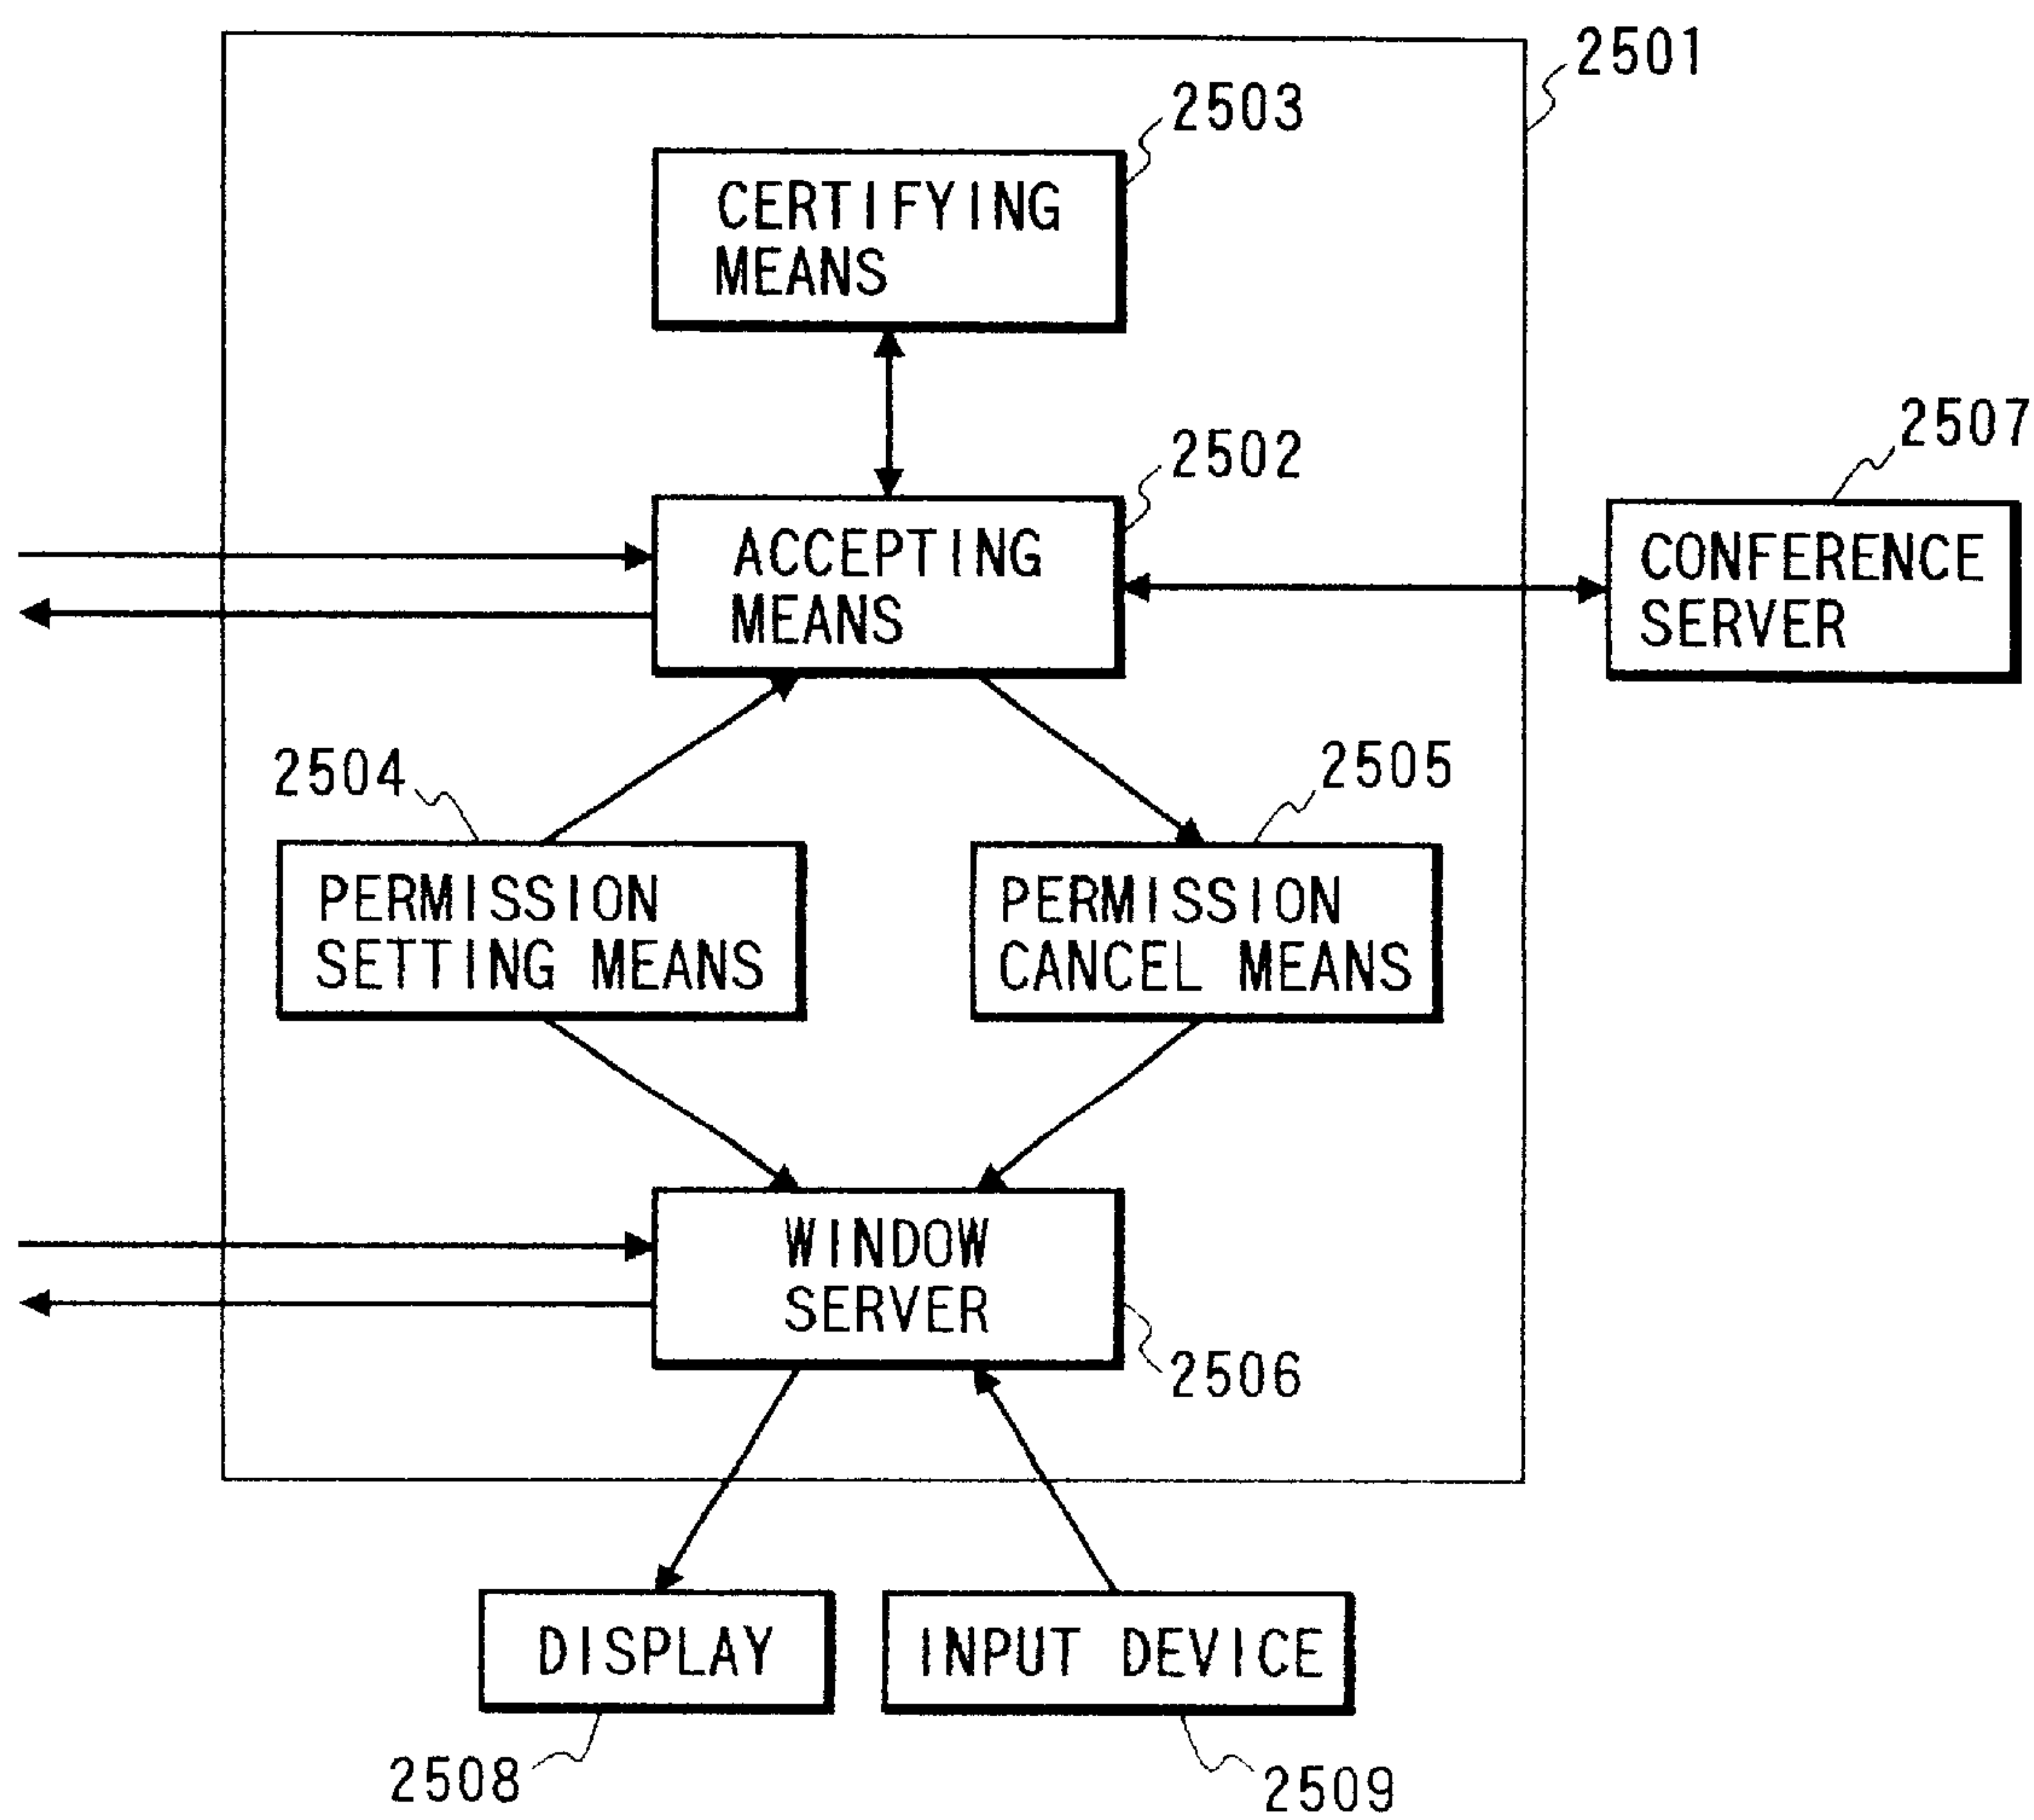 2501
2503
CERTIFYING
MEANS
2502
ACCEPTING
MEANS
2507
CONFERENCE
SERVER
2504
PERMISSION
SETTING MEANS
2505
PERMISSION
CANCEL MEANS
WINDOW
SERVER
2506
DISPLAY
INPUT DEVICE
2508
2509